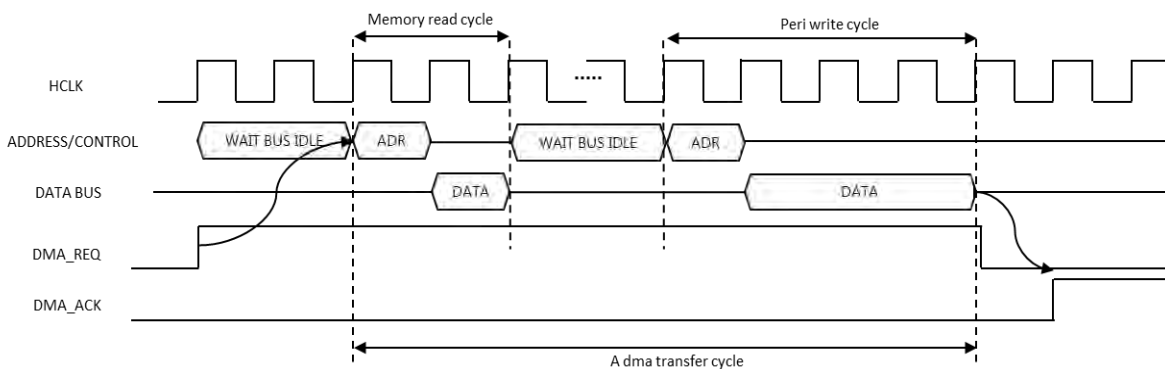 Memory read cycle
Peri write cycle
HCLK
.....
ADDRESS/CONTROL
WAIT BUS IDLE
ADR
WAIT BUS IDLE
ADR
DATA BUS
DATA
DATA
DMA_REQ
DMA_ACK
A dma transfer cycle